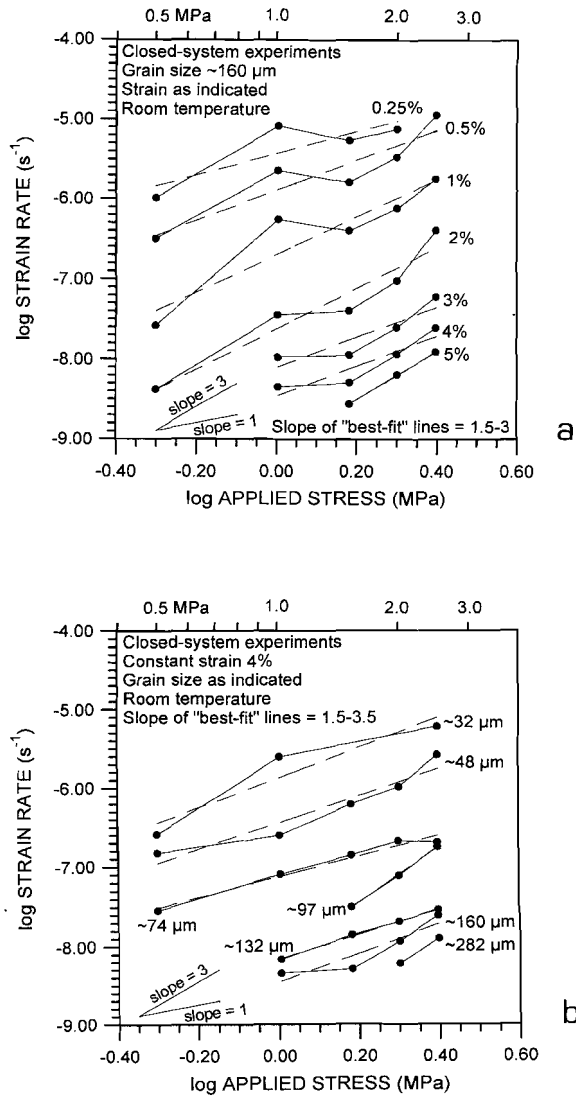 0.5 MPa 1.0 2.0 3.0
-4.00
Closed-system experiments
Grain size ~160 µm
Strain as indicated
Room temperature
0.25%
-5.00
0.5%
-6.00
1%
2%
-7.00
3%
-8.00
4%
5%
slope = 3
slope = 1
Slope of "best-fit" lines = 1.5-3
-9.00
-0.40 -0.20 0.00 0.20 0.40 0.60
log APPLIED STRESS (MPa)
log STRAIN RATE (s-1)
a
0.5 MPa 1.0 2.0 3.0
-4.00
Closed-system experiments
Constant strain 4%
Grain size as indicated
Room temperature
Slope of "best-fit" lines = 1.5-3.5
-5.00
~32 µm
~48 µm
-6.00
-7.00
~74 µm
~97 µm
~132 µm
~160 µm
~282 µm
-8.00
slope = 3
slope = 1
-9.00
-0.40 -0.20 0.00 0.20 0.40 0.60
log APPLIED STRESS (MPa)
log STRAIN RATE (s-1)
b